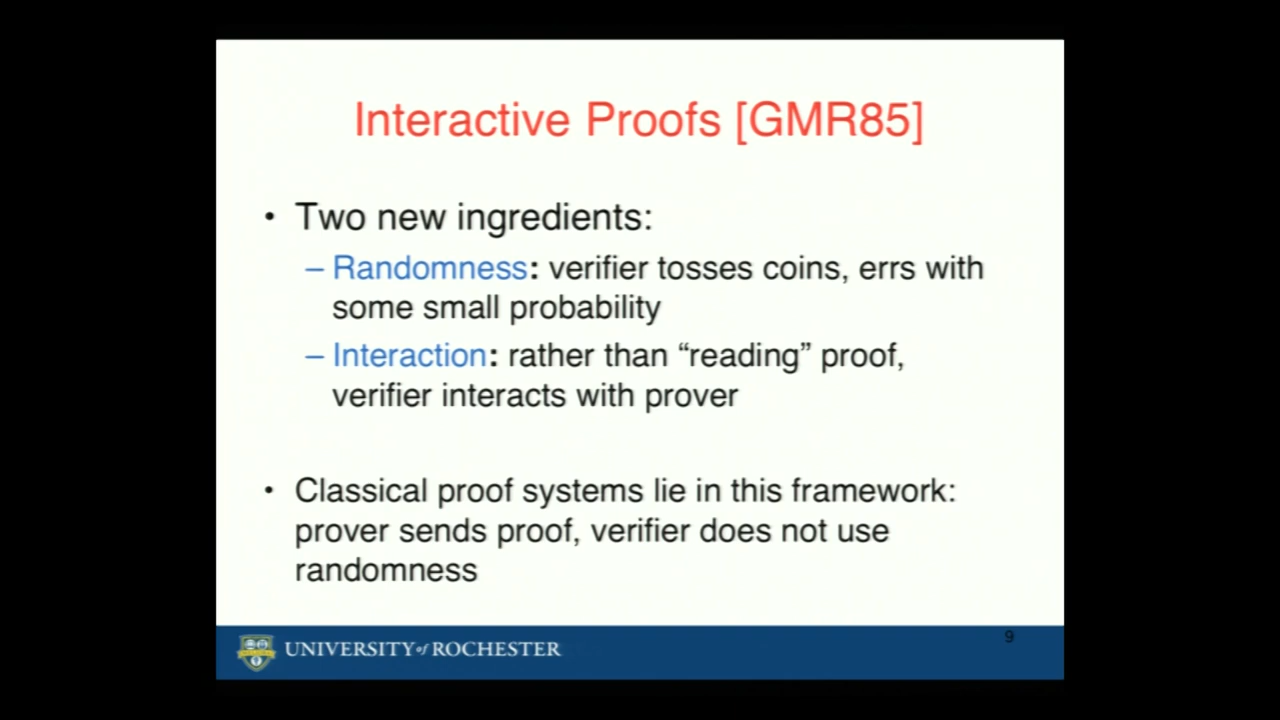 Interactive Proofs [GMR85]
• Two new ingredients:
– Randomness: verifier tosses coins, errs with
some small probability
– Interaction: rather than “reading” proof,
verifier interacts with prover
• Classical proof systems lie in this framework:
prover sends proof, verifier does not use
randomness
UNIVERSITY of ROCHESTER
9